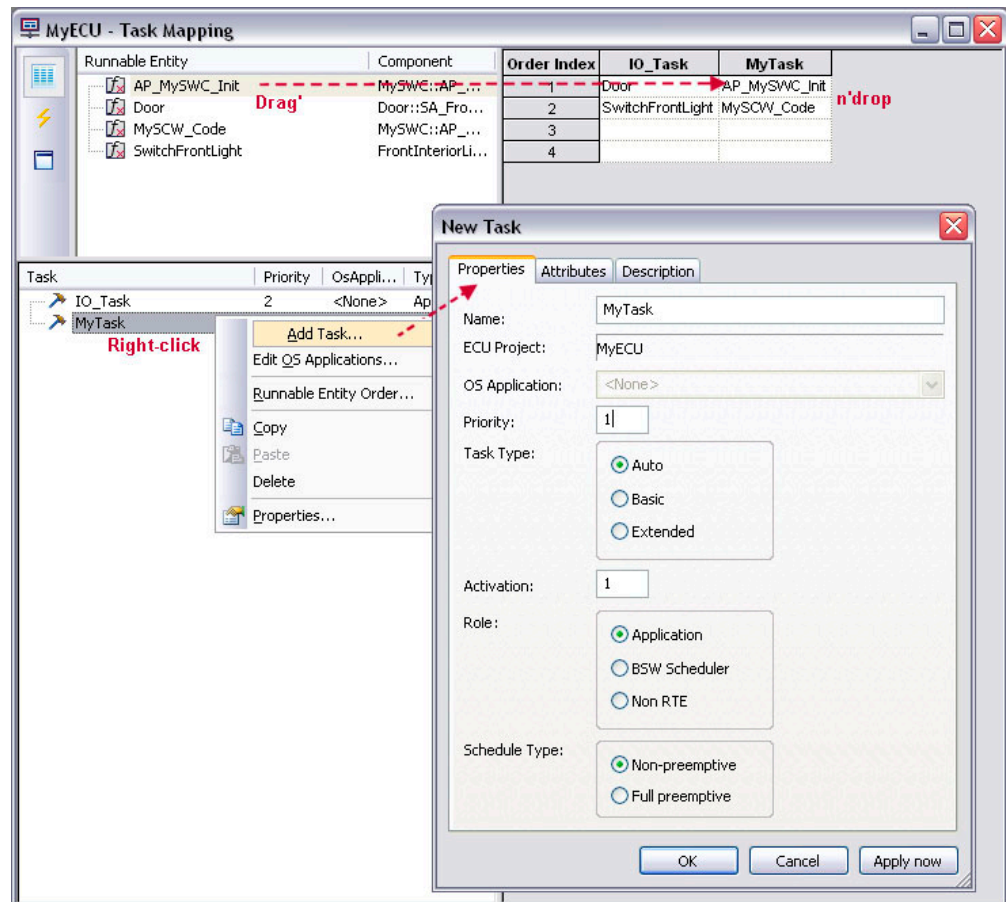 MyECU - Task Mapping
Runnable Entity Component
AP_MySWC_Init MySWC::AP_...
Door Door::SA_Fro...
MySCW_Code MySWC::AP_...
SwitchFrontLight FrontInteriorLi...
Drag'
Order Index IO_Task MyTask
1 Door AP_MySWC_Init
2 SwitchFrontLight MySCW_Code
3
4
n'drop
Task Priority OsAppli... Ty
IO_Task 2 <None> Ap
MyTask
Right-click
Add Task...
Edit OS Applications...
Runnable Entity Order...
Copy
Paste
Delete
Properties...
New Task
Properties Attributes Description
Name: MyTask
ECU Project: MyECU
OS Application: <None>
Priority: 1
Task Type:
Auto
Basic
Extended
Activation: 1
Role:
Application
BSW Scheduler
Non RTE
Schedule Type:
Non-preemptive
Full preemptive
OK Cancel Apply now